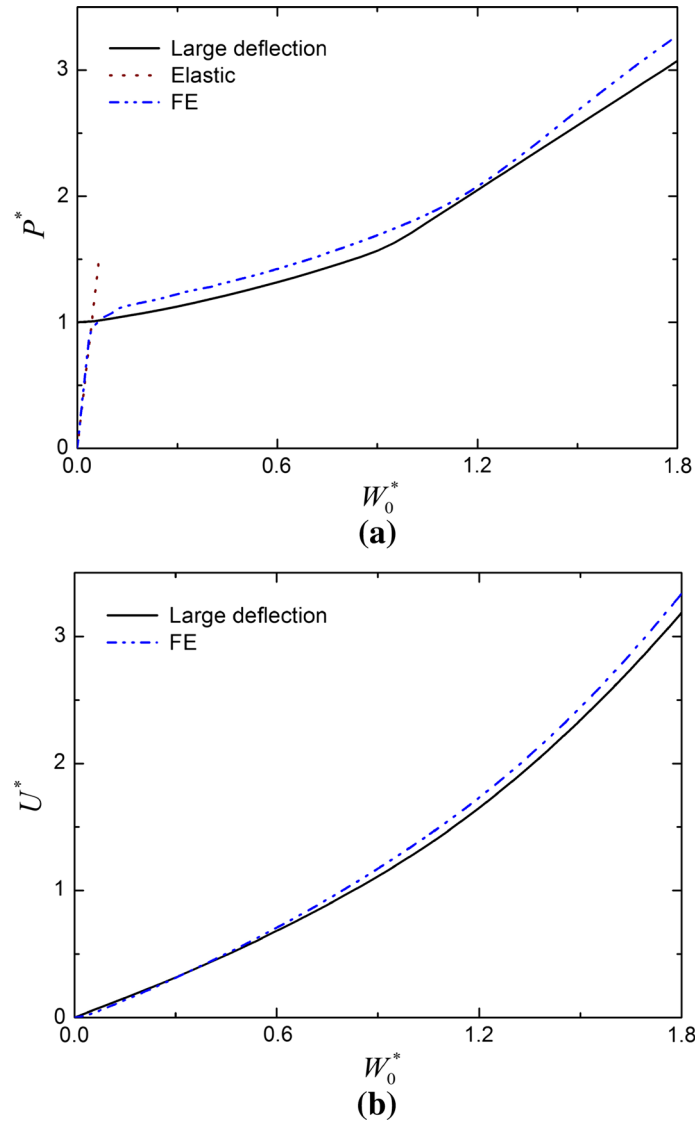 Large deflection
Elastic
FE
3
2
1
0
P*
0.0 0.6 1.2 1.8
W₀*
(a)
Large deflection
FE
3
2
1
0
U*
0.0 0.6 1.2 1.8
W₀*
(b)